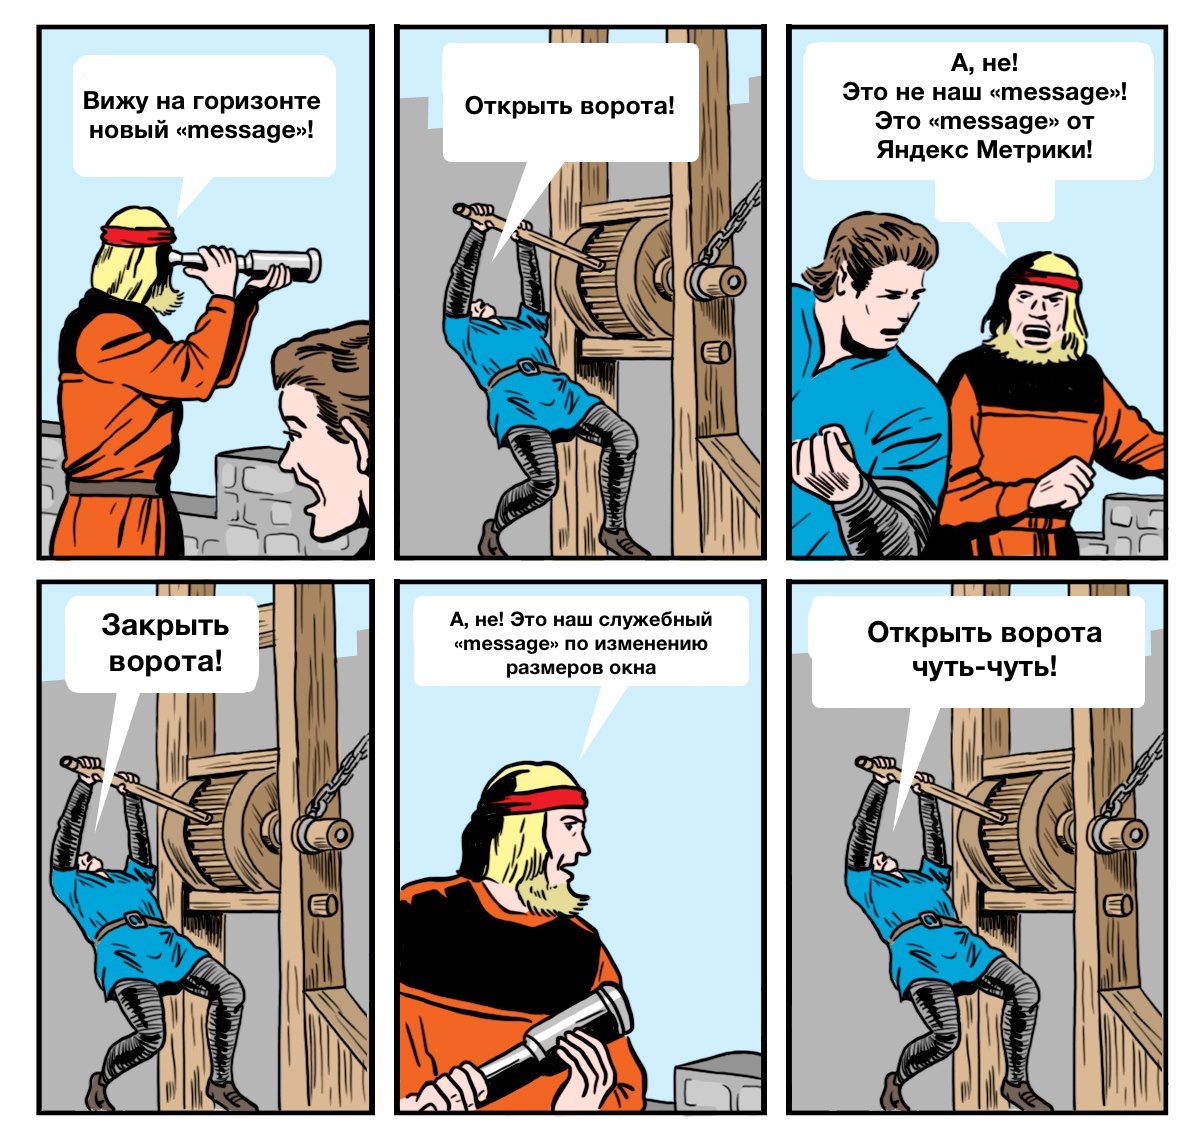 Вижу на горизонте
новый «message»!
Открыть ворота!
А, не!
Это не наш «message»!
Это «message» от
Яндекс Метрики!
Закрыть
ворота!
А, не! Это наш служебный
«message» по изменению
размеров окна
Открыть ворота
чуть-чуть!